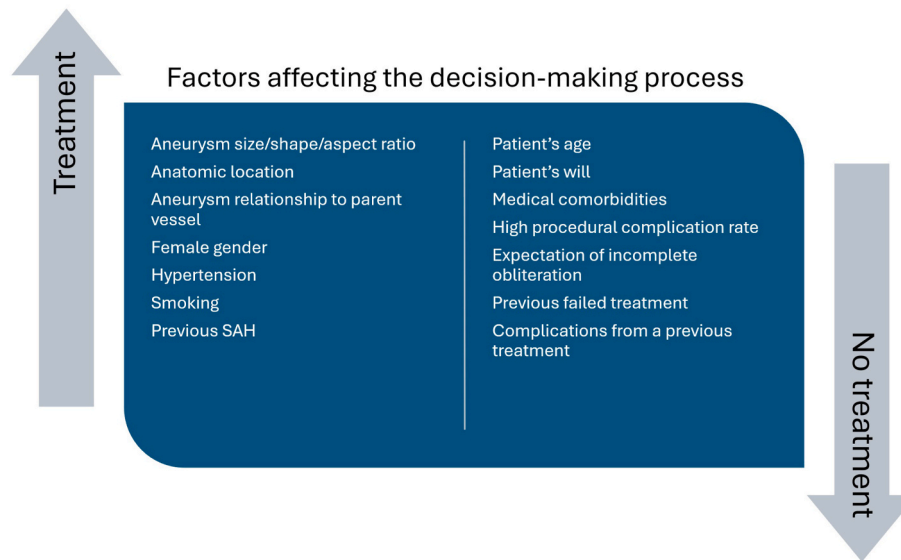 Treatment
Factors affecting the decision-making process
Aneurysm size/shape/aspect ratio
Anatomic location
Aneurysm relationship to parent
vessel
Female gender
Hypertension
Smoking
Previous SAH
Patient’s age
Patient’s will
Medical comorbidities
High procedural complication rate
Expectation of incomplete
obliteration
Previous failed treatment
Complications from a previous
treatment
No treatment